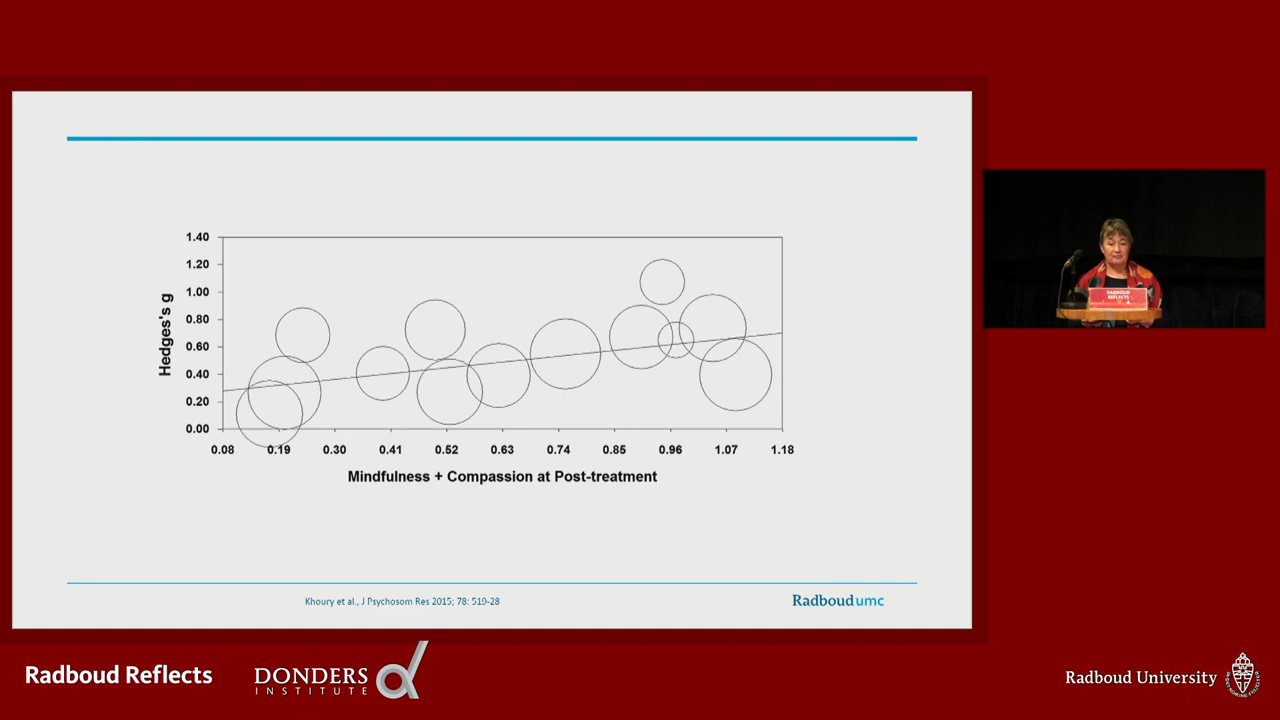 1.40
1.20
1.00
0.80
0.60
0.40
0.20
0.00
Hedges's g
0.08 0.19 0.30 0.41 0.52 0.63 0.74 0.85 0.96 1.07 1.18
Mindfulness + Compassion at Post-treatment
Khoury et al., J Psychosom Res 2015; 78: 519-28
Radboudumc
RADBOUD
REFLECTS
Radboud Reflects
DONDERS
INSTITUTE
Radboud University